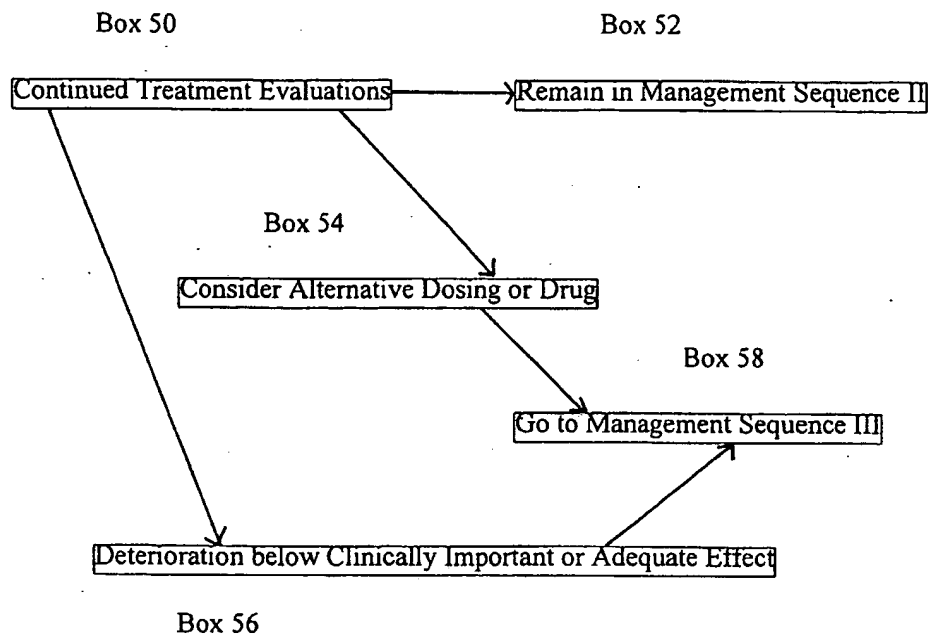 Box 50
Box 52
Continued Treatment Evaluations
Remain in Management Sequence II
Box 54
Consider Alternative Dosing or Drug
Box 58
Go to Management Sequence III
Deterioration below Clinically Important or Adequate Effect
Box 56